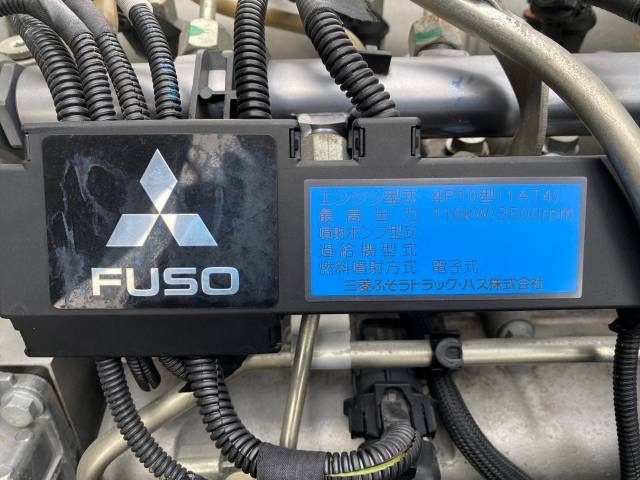 FUSO
エンジン型式 4P10型(1AT4)
最高出力 110kW/3500rpm
噴射ポンプ型式
過給機型式
燃料噴射方式 電子式
三菱ふそうトラック・バス株式会社